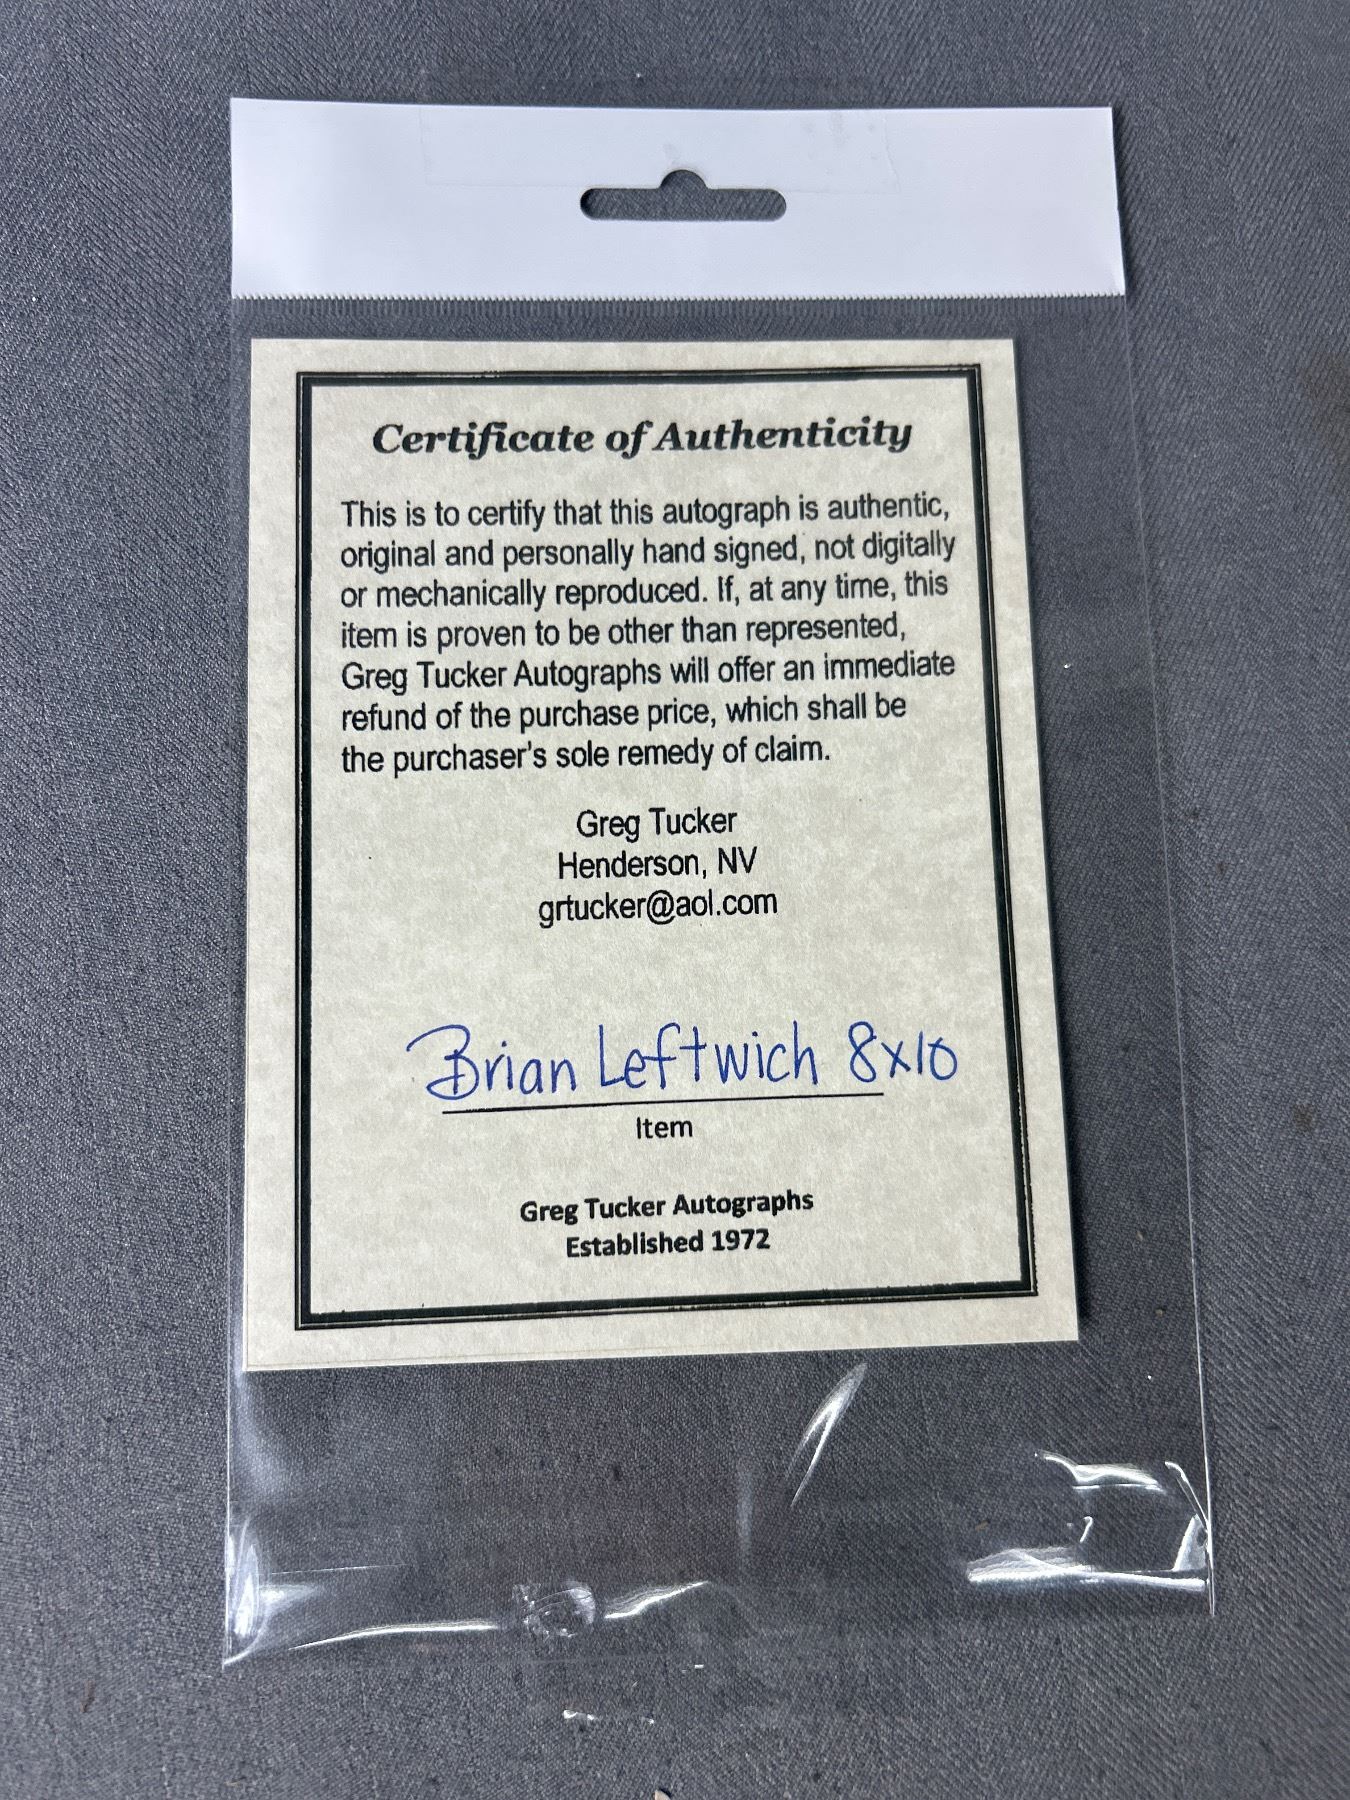 Certificate of Authenticity
This is to certify that this autograph is authentic,
original and personally hand signed, not digitally
or mechanically reproduced. If, at any time, this
item is proven to be other than represented,
Greg Tucker Autographs will offer an immediate
refund of the purchase price, which shall be
the purchaser's sole remedy of claim.
Greg Tucker
Henderson, NV
grtucker@aol.com
Brian Leftwich 8x10
Item
Greg Tucker Autographs
Established 1972